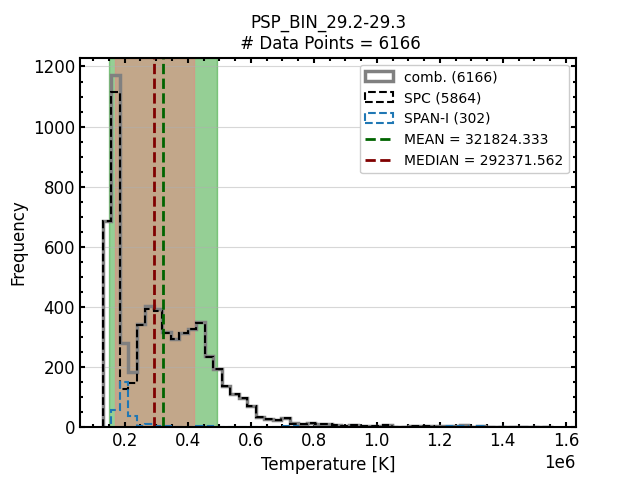 PSP_BIN_29.2-29.3
# Data Points = 6166
1200
1000
800
600
400
200
0
Frequency
comb. (6166)
SPC (5864)
SPAN-I (302)
MEAN = 321824.333
MEDIAN = 292371.562
0.2 0.4 0.6 0.8 1.0 1.2 1.4 1.6
1e6
Temperature [K]